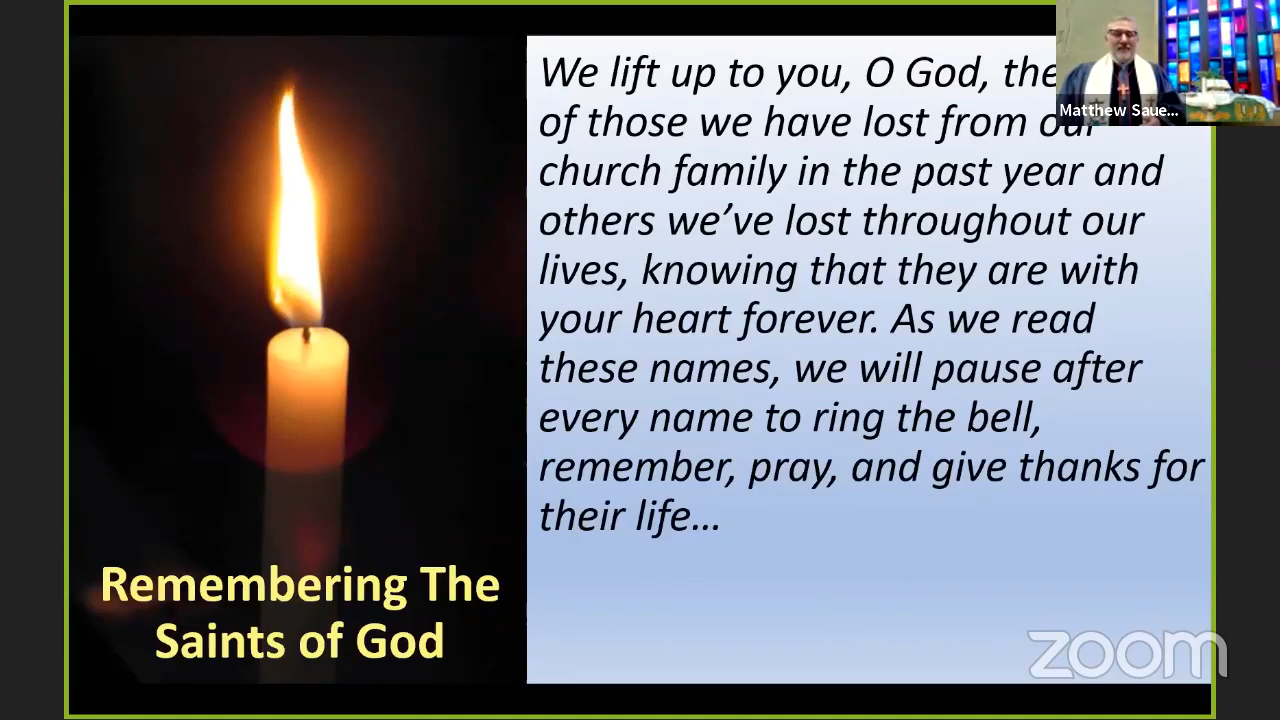 We lift up to you, O God, the
of those we have lost from our
church family in the past year and
others we’ve lost throughout our
lives, knowing that they are with
your heart forever. As we read
these names, we will pause after
every name to ring the bell,
remember, pray, and give thanks for
their life…
Remembering The
Saints of God
Matthew Saue...
zoom